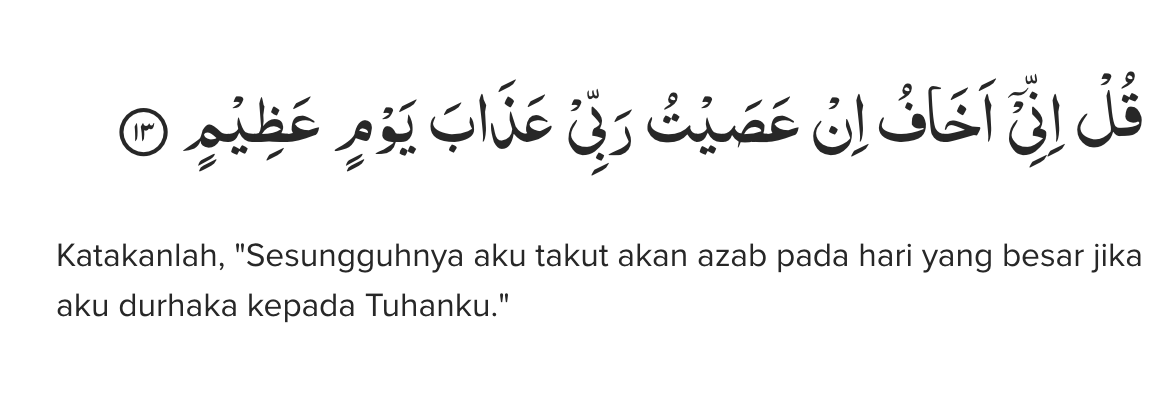 قُلْ اِنِّيْٓ اَخَافُ اِنْ عَصَيْتُ رَبِّيْ عَذَابَ يَوْمٍ عَظِيْمٍ ١٣
Katakanlah, "Sesungguhnya aku takut akan azab pada hari yang besar jika
aku durhaka kepada Tuhanku."